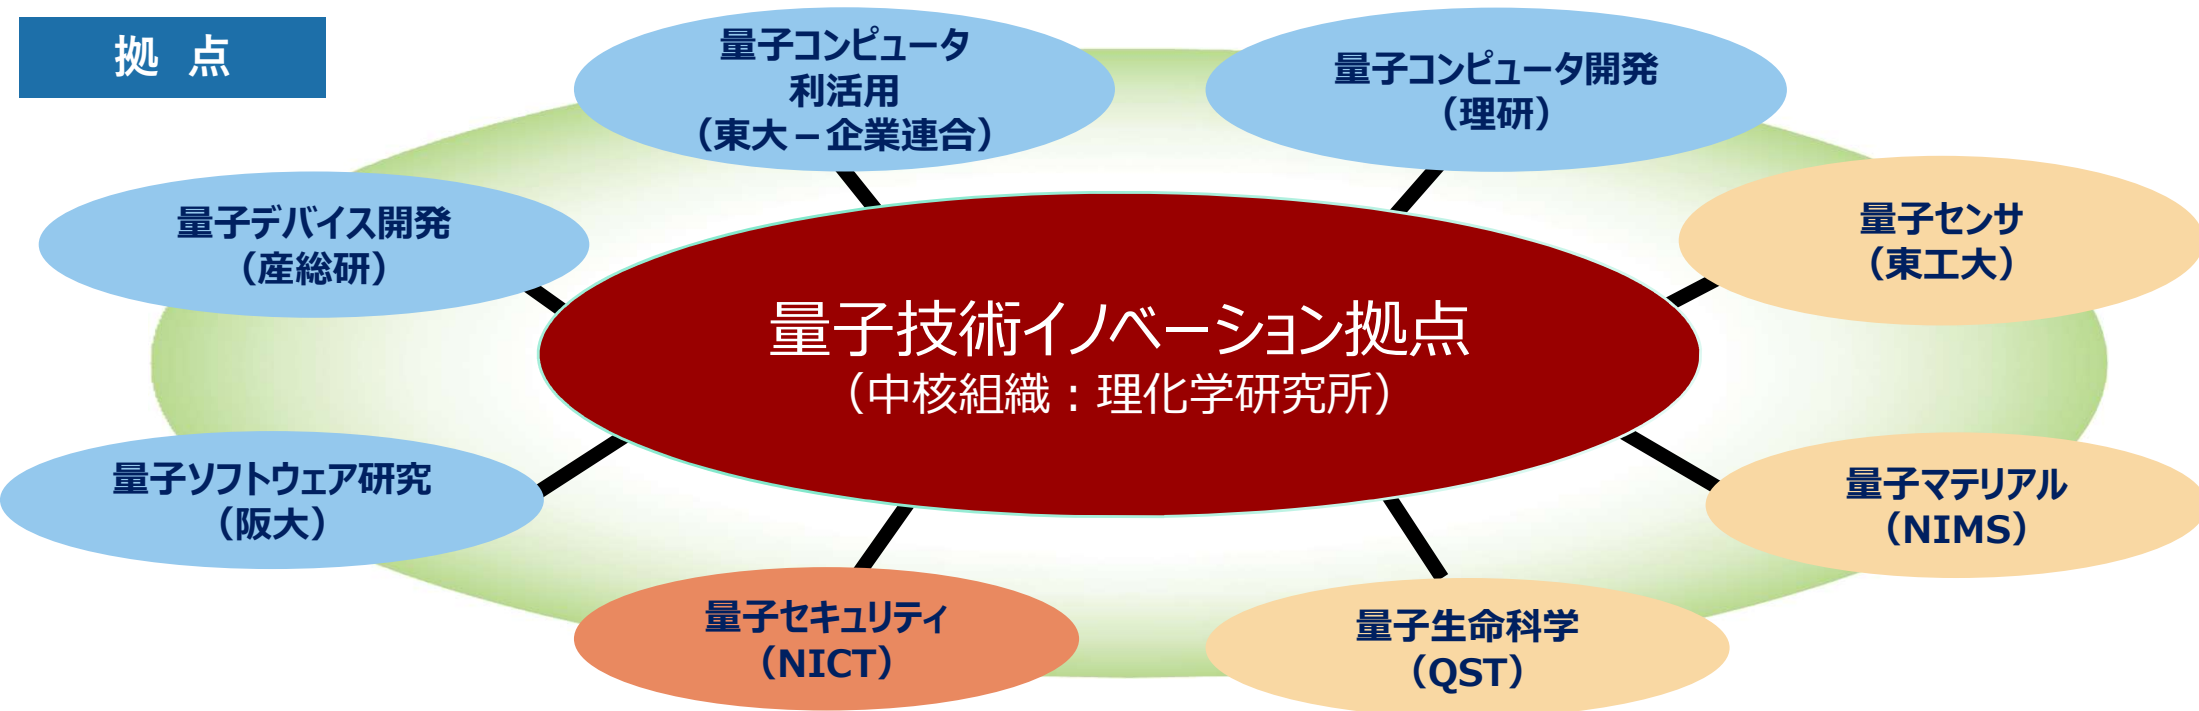 拠 点
量子コンピュータ
利活用
（東大－企業連合）
量子コンピュータ開発
（理研）
量子デバイス開発
（産総研）
量子センサ
（東工大）
量子技術イノベーション拠点
（中核組織：理化学研究所）
量子ソフトウェア研究
（阪大）
量子マテリアル
（NIMS）
量子セキュリティ
（NICT）
量子生命科学
（QST）